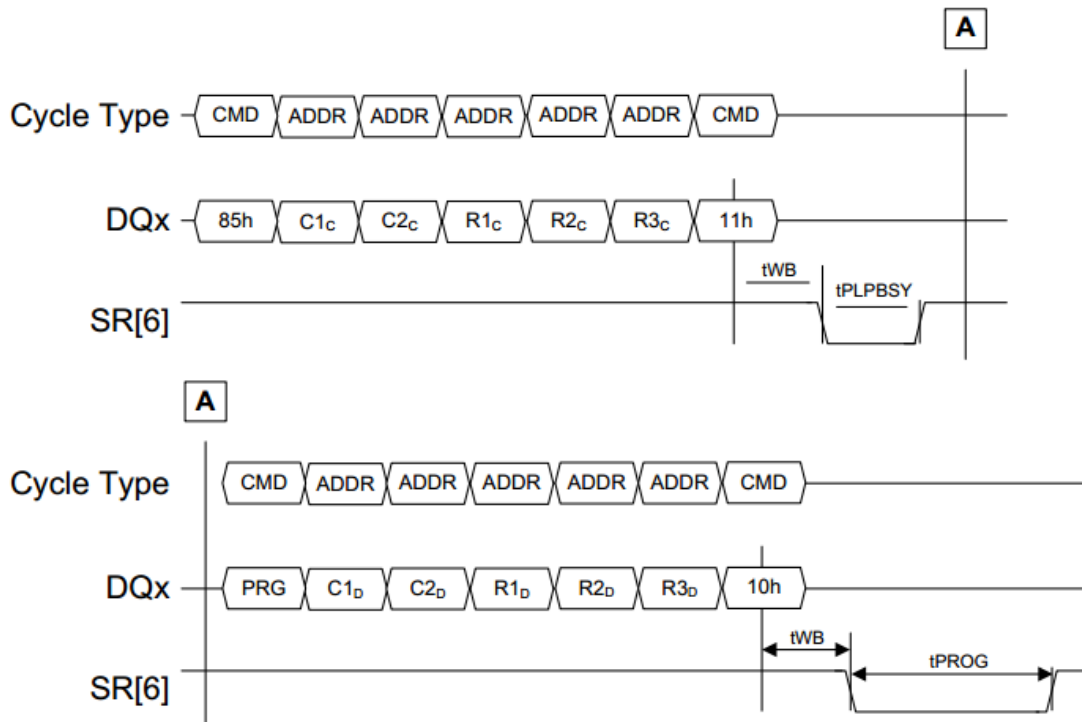 A
Cycle Type CMD ADDR ADDR ADDR ADDR ADDR CMD
DQx 85h C1C C2C R1C R2C R3C 11h
tWB
tPLPBSY
SR[6]
A
Cycle Type CMD ADDR ADDR ADDR ADDR ADDR CMD
DQx PRG C1D C2D R1D R2D R3D 10h
tWB
tPROG
SR[6]